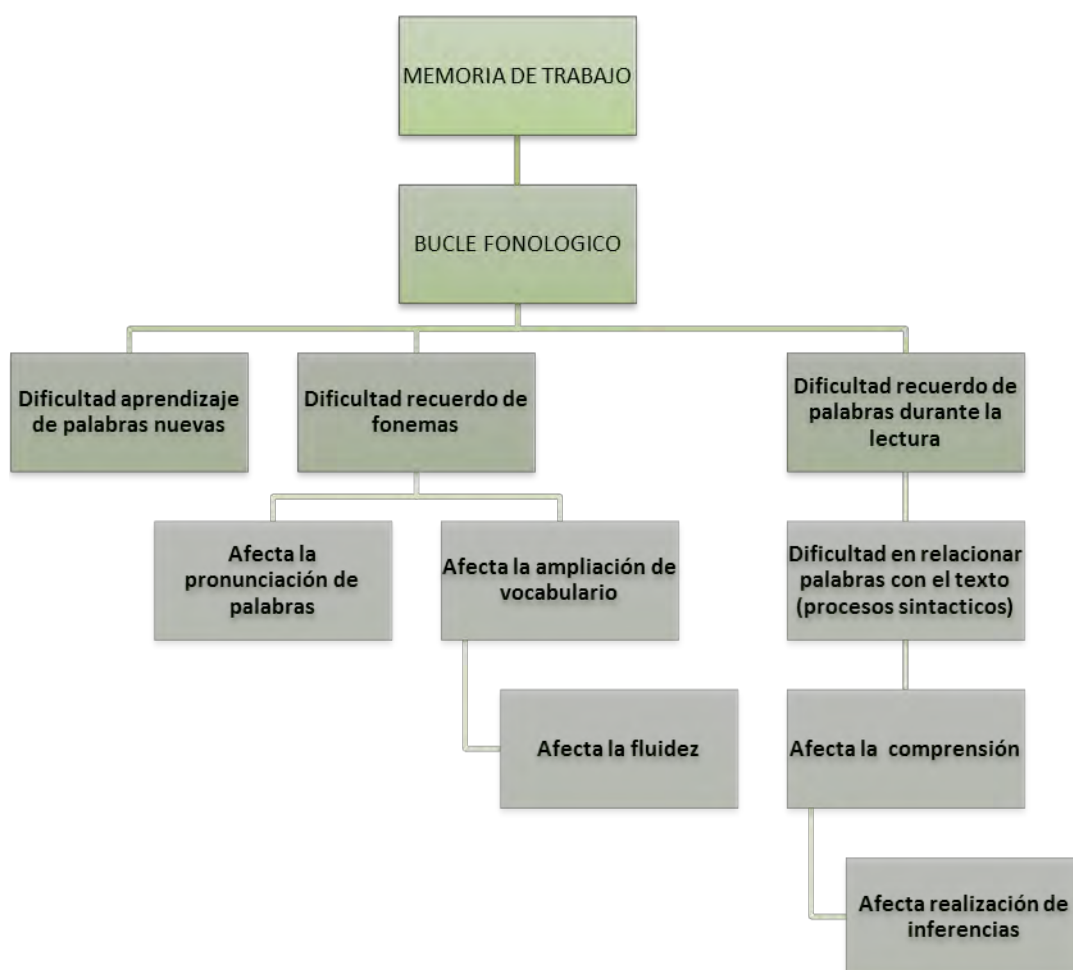 MEMORIA DE TRABAJO
BUCLE FONOLOGICO
Dificultad aprendizaje
de palabras nuevas
Dificultad recuerdo de
fonemas
Dificultad recuerdo de
palabras durante la
lectura
Afecta la
pronunciación de
palabras
Afecta la ampliación de
vocabulario
Dificultad en relacionar
palabras con el texto
(procesos sintacticos)
Afecta la fluidez
Afecta la comprensión
Afecta realización de
inferencias